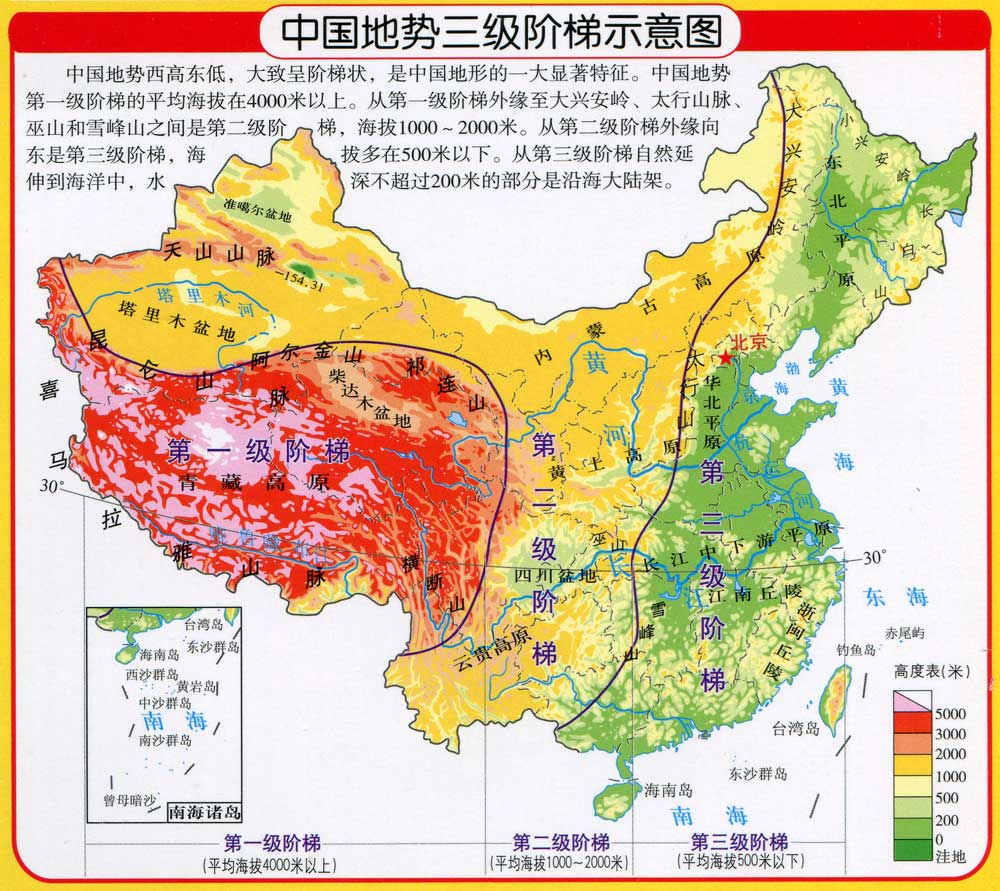 中国地势三级阶梯示意图
中国地势西高东低，大致呈阶梯状，是中国地形的一大显著特征。中国地势
第一级阶梯的平均海拔在4000米以上。从第一级阶梯外缘至大兴安岭、太行山脉、
巫山和雪峰山之间是第二级阶 梯，海拔1000～2000米。从第二级阶梯外缘向
东是第三级阶梯，海 拔多在500米以下。从第三级阶梯自然延
伸到海洋中，水 深不超过200米的部分是沿海大陆架。
大兴安岭
小兴安岭
东北平原
长白山
准噶尔盆地
天山山脉
-154.31
塔里木河
塔里木盆地
内蒙古高原
昆仑山脉
阿尔金山
祁连山
柴达木盆地
北京
渤海
黄海
太行山
华北平原
黄河
京杭
河
第一级阶梯
青藏高原
第二级阶梯
黄土高原
第三级阶梯
喜马拉雅山脉
30°
雅鲁藏布江
横断山
巫山
四川盆地
长江
长江中下游平原
30°
江南丘陵
浙闽丘陵
雪峰山
云贵高原
东海
赤尾屿
钓鱼岛
台湾岛
东沙群岛
海南岛
南海
台湾岛
东沙群岛
海南岛
西沙群岛
黄岩岛
中沙群岛
南海
南沙群岛
曾母暗沙
南海诸岛
高度表(米)
5000
3000
2000
1000
500
200
0
洼地
第一级阶梯
(平均海拔4000米以上)
第二级阶梯
(平均海拔1000～2000米)
第三级阶梯
(平均海拔500米以下)